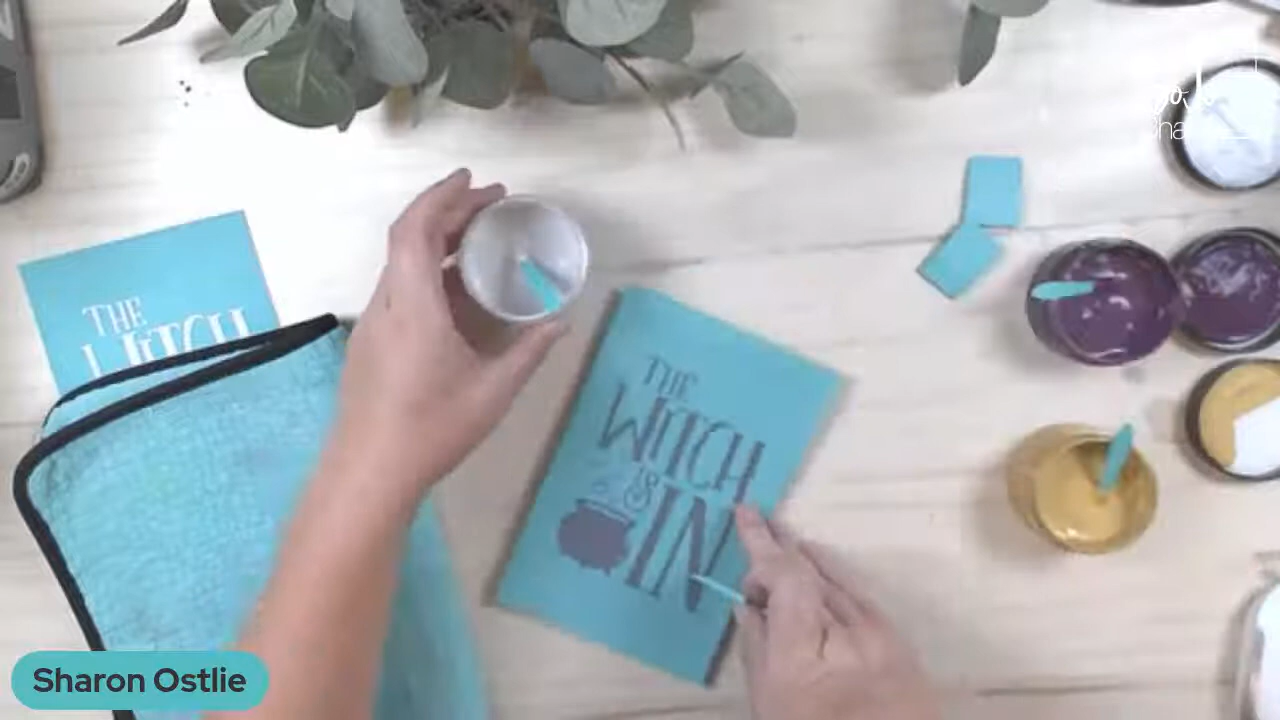 THE
WITCH
THE
WITCH
IS
IN
Sharon Ostlie